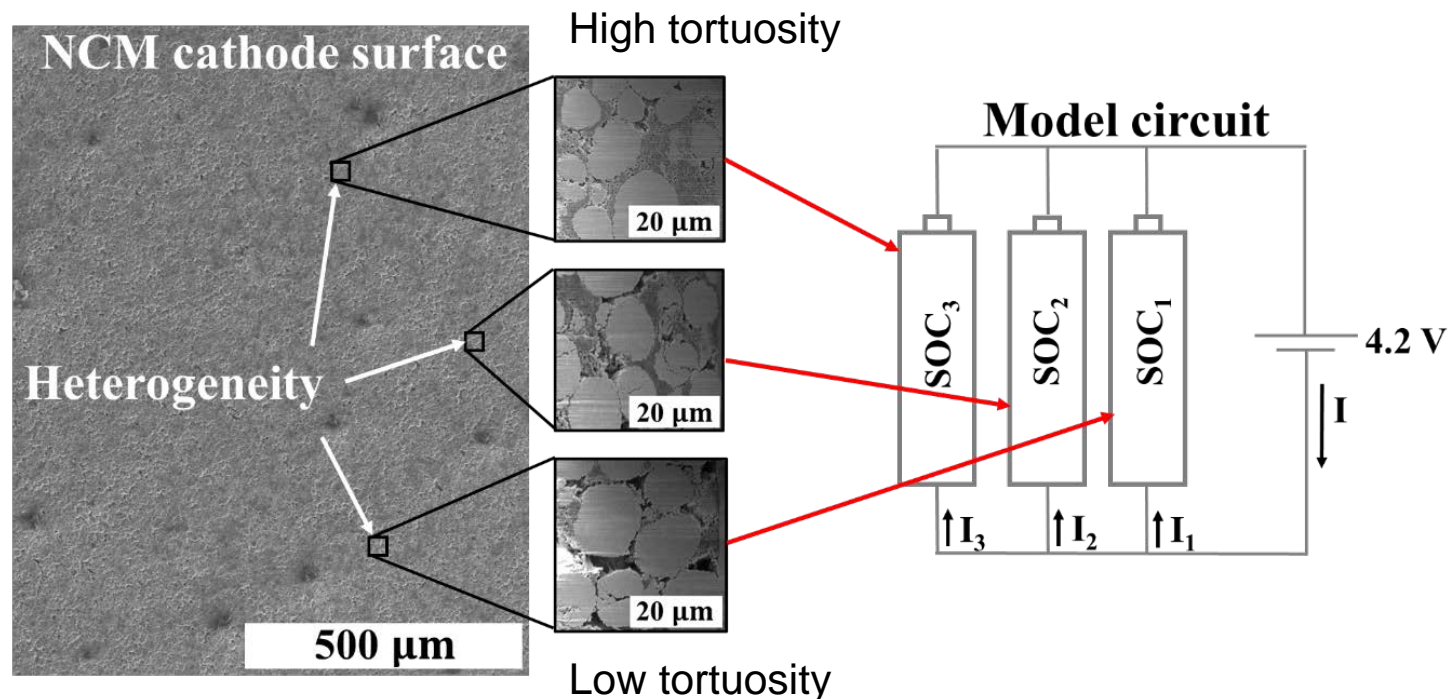 High tortuosity
NCM cathode surface
20 μm
Heterogeneity
20 μm
20 μm
500 μm
Low tortuosity
Model circuit
SOC₃
SOC₂
SOC₁
4.2 V
I
I₃
I₂
I₁